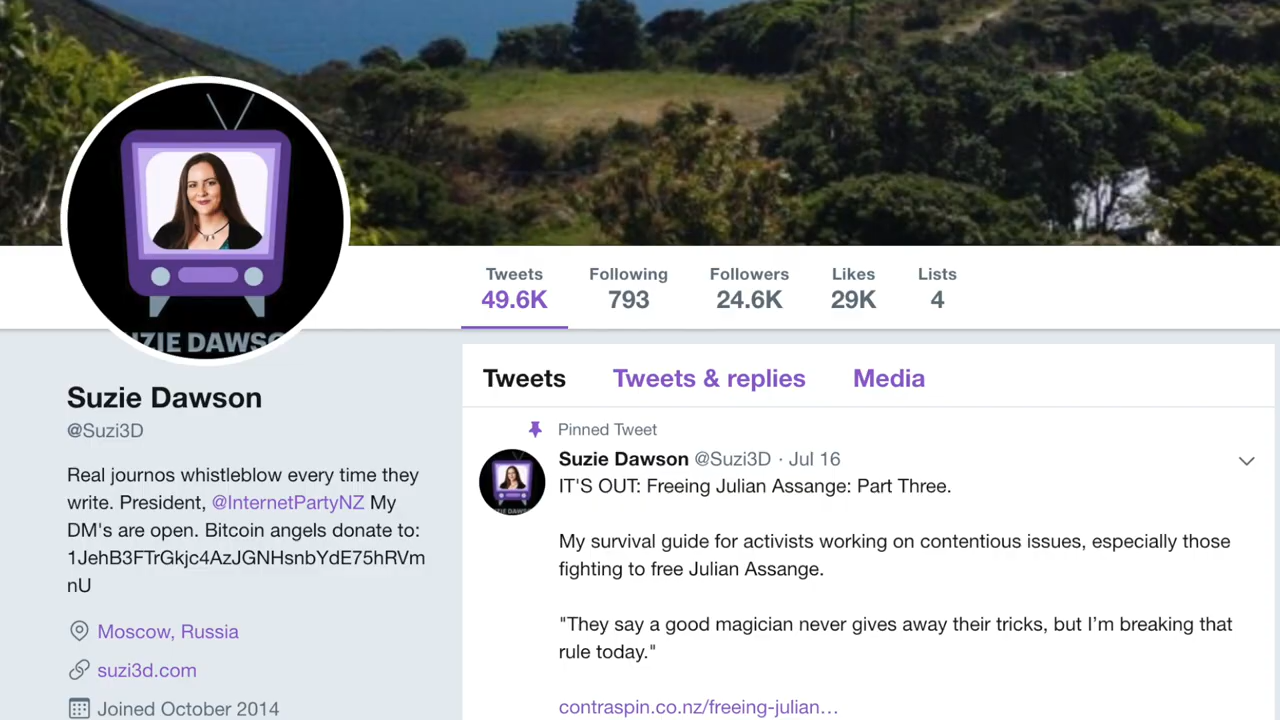 Tweets Following Followers Likes Lists
49.6K 793 24.6K 29K 4
ZIE DAWS
Suzie Dawson
@Suzi3D
Real journos whistleblow every time they
write. President, @InternetPartyNZ My
DM's are open. Bitcoin angels donate to:
1JehB3FTrGkjc4AzJGNHsnbYdE75hRVm
nU
Moscow, Russia
suzi3d.com
Joined October 2014
Tweets Tweets & replies Media
Pinned Tweet
Suzie Dawson @Suzi3D · Jul 16
IT'S OUT: Freeing Julian Assange: Part Three.
My survival guide for activists working on contentious issues, especially those
fighting to free Julian Assange.
"They say a good magician never gives away their tricks, but I’m breaking that
rule today."
contraspin.co.nz/freeing-julian…